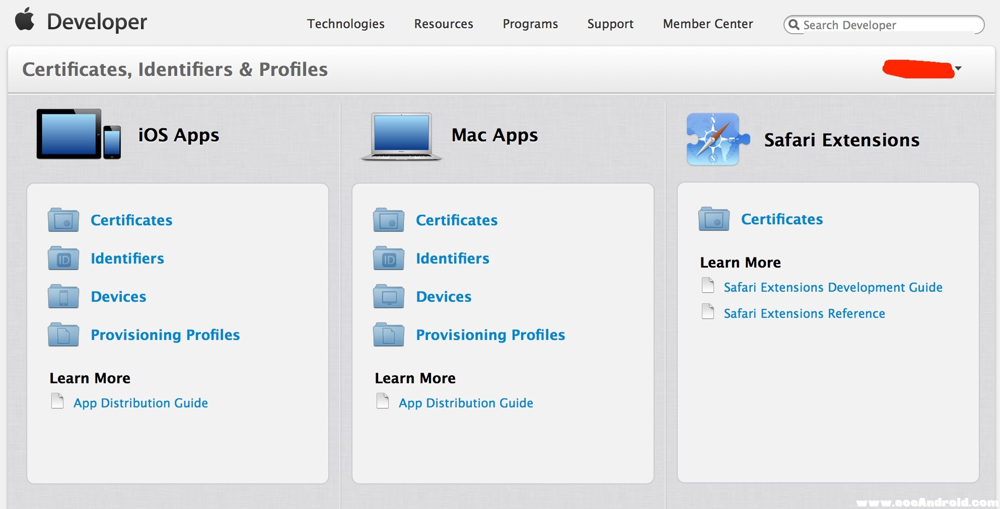 Developer
Technologies
Resources
Programs
Support
Member Center
Search Developer
Certificates, Identifiers & Profiles
iOS Apps
Certificates
ID
Identifiers
Devices
Provisioning Profiles
Learn More
App Distribution Guide
Mac Apps
Certificates
ID
Identifiers
Devices
Provisioning Profiles
Learn More
App Distribution Guide
N
E
S
Safari Extensions
Certificates
Learn More
Safari Extensions Development Guide
Safari Extensions Reference
www.eoeAndroid.com